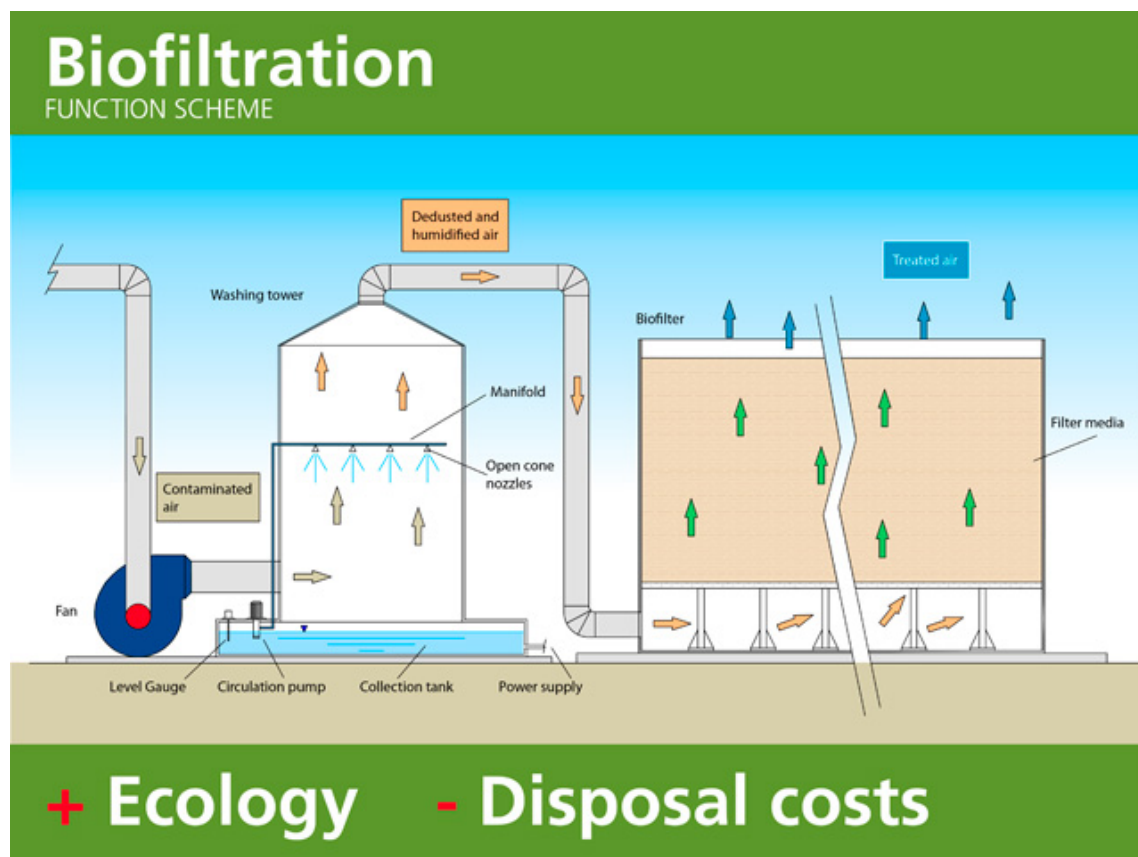 Biofiltration
FUNCTION SCHEME
Dedusted and
humidified air
Treated air
Washing tower
Biofilter
Manifold
Filter media
Open cone
nozzles
Contaminated
air
Fan
Level Gauge
Circulation pump
Collection tank
Power supply
+ Ecology
- Disposal costs